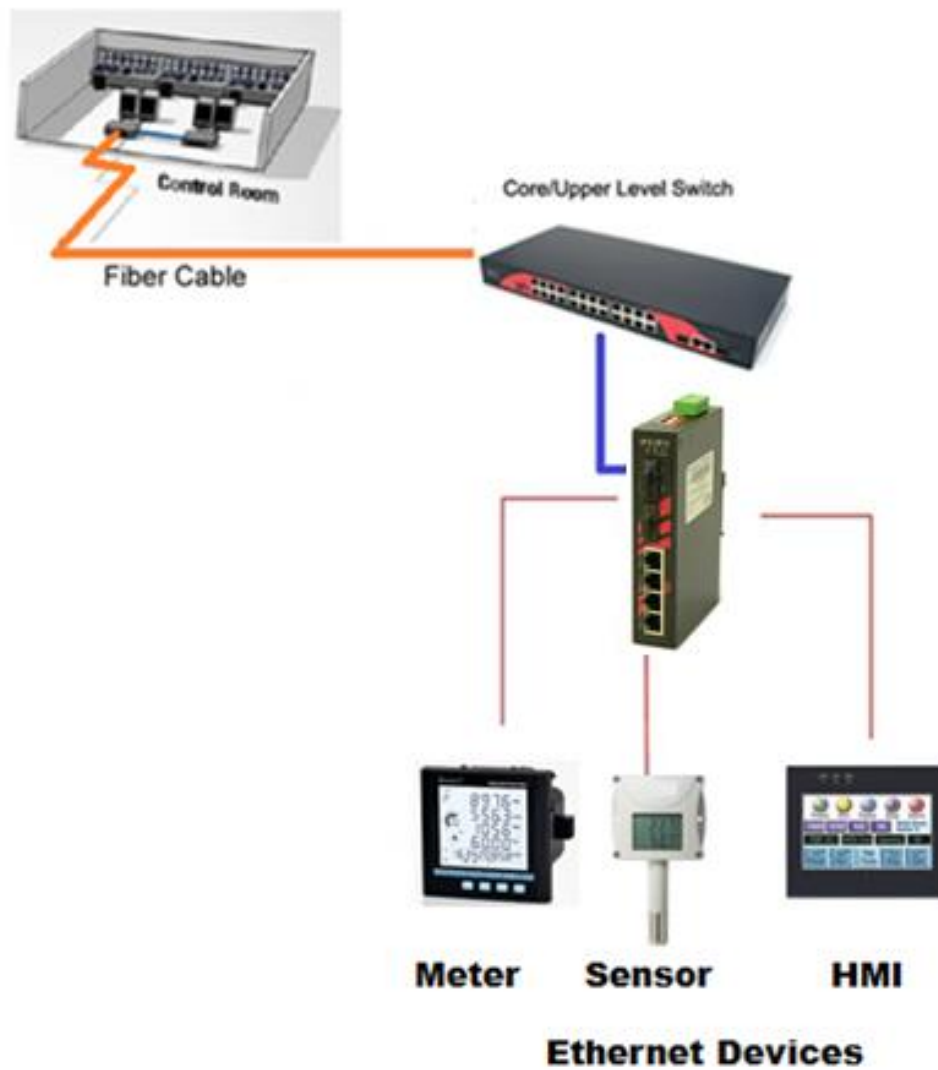 Control Room
Core/Upper Level Switch
Fiber Cable
Meter
Sensor
HMI
Ethernet Devices